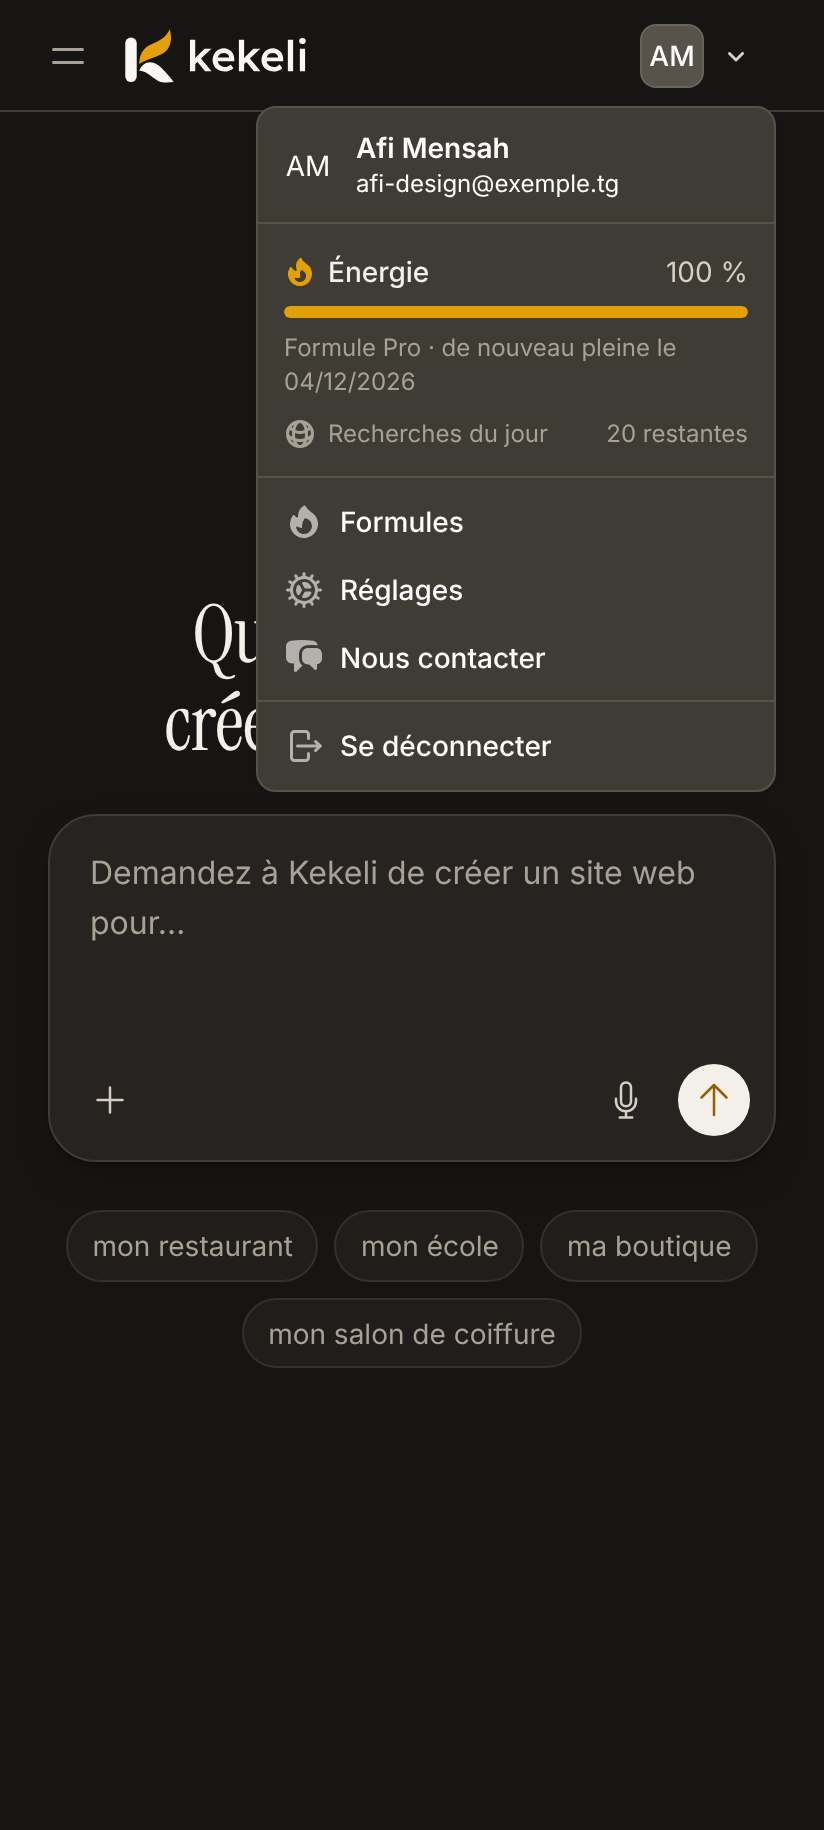 kekeli
AM
AM
Afi Mensah
afi-design@exemple.tg
Énergie
100 %
Formule Pro · de nouveau pleine le
04/12/2026
Recherches du jour
20 restantes
Formules
Réglages
Nous contacter
Se déconnecter
Demandez à Kekeli de créer un site web
pour...
mon restaurant
mon école
ma boutique
mon salon de coiffure